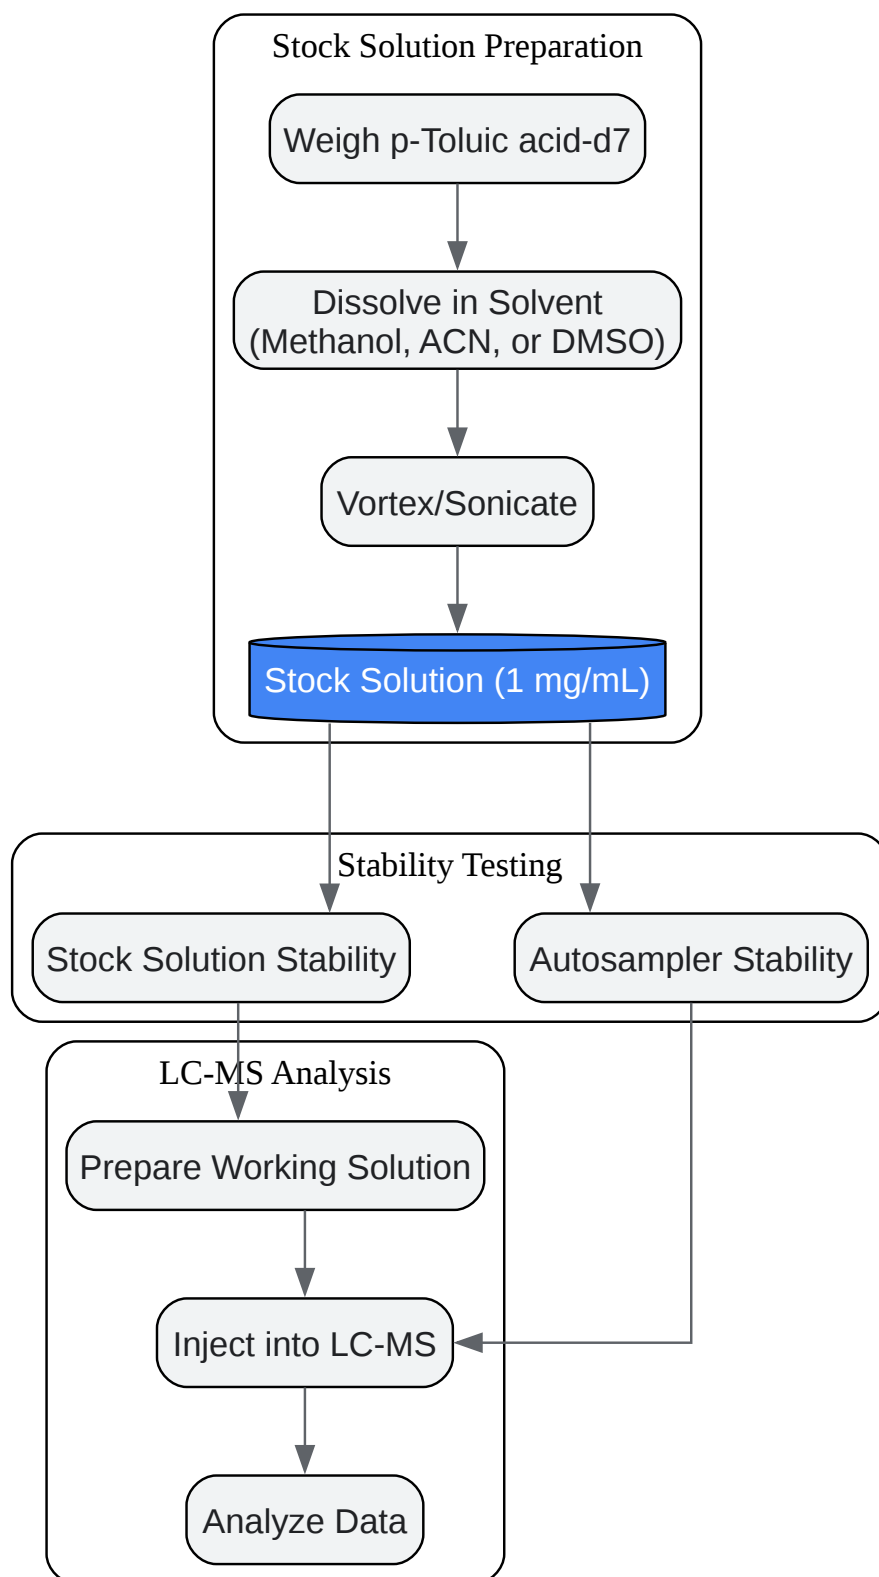 Stock Solution Preparation
Weigh p-Toluic acid-d7
Dissolve in Solvent
(Methanol, ACN, or DMSO)
Vortex/Sonicate
Stock Solution (1 mg/mL)
Stability Testing
Stock Solution Stability
Autosampler Stability
LC-MS Analysis
Prepare Working Solution
Inject into LC-MS
Analyze Data